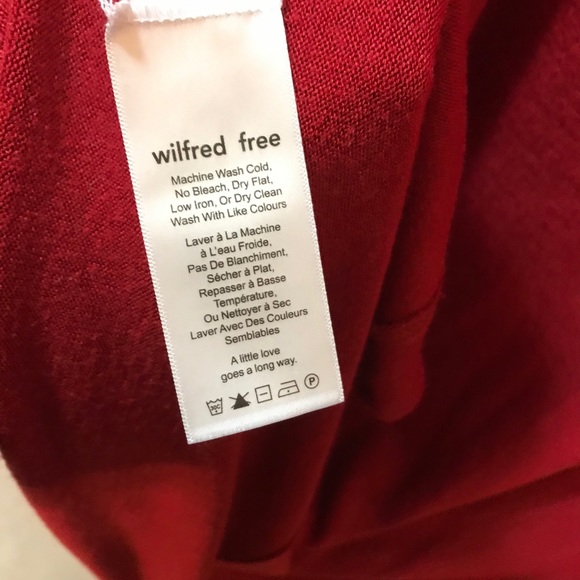 wilfred free
Machine Wash Cold,
No Bleach, Dry Flat,
Low Iron, Or Dry Clean
Wash With Like Colours
Laver à La Machine
à L'eau Froide,
Pas De Blanchiment,
Sécher à Plat,
Repasser à Basse
Température,
Ou Nettoyer à Sec
Laver Avec Des Couleurs
Semblables
A little love
goes a long way.
30C P